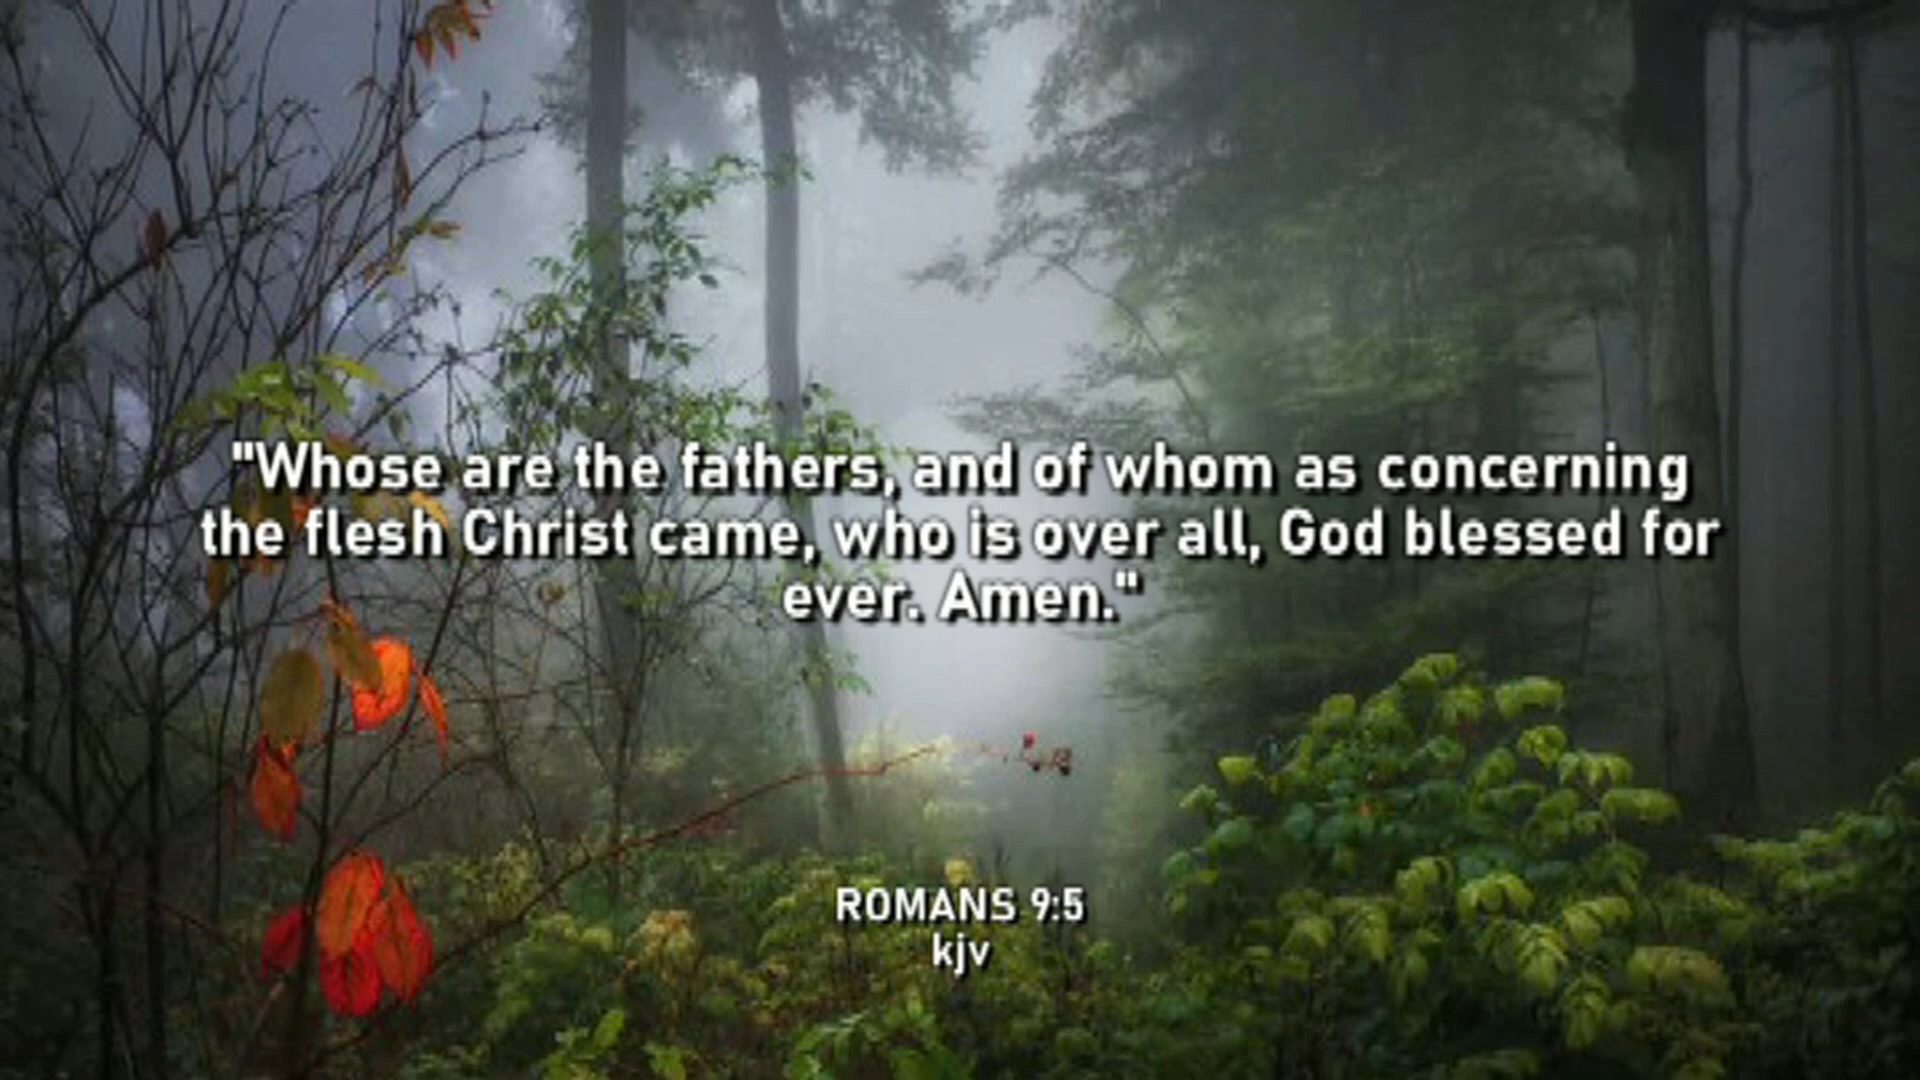 "Whose are the fathers, and of whom as concerning
the flesh Christ came, who is over all, God blessed for
ever. Amen."
ROMANS 9:5
kjv